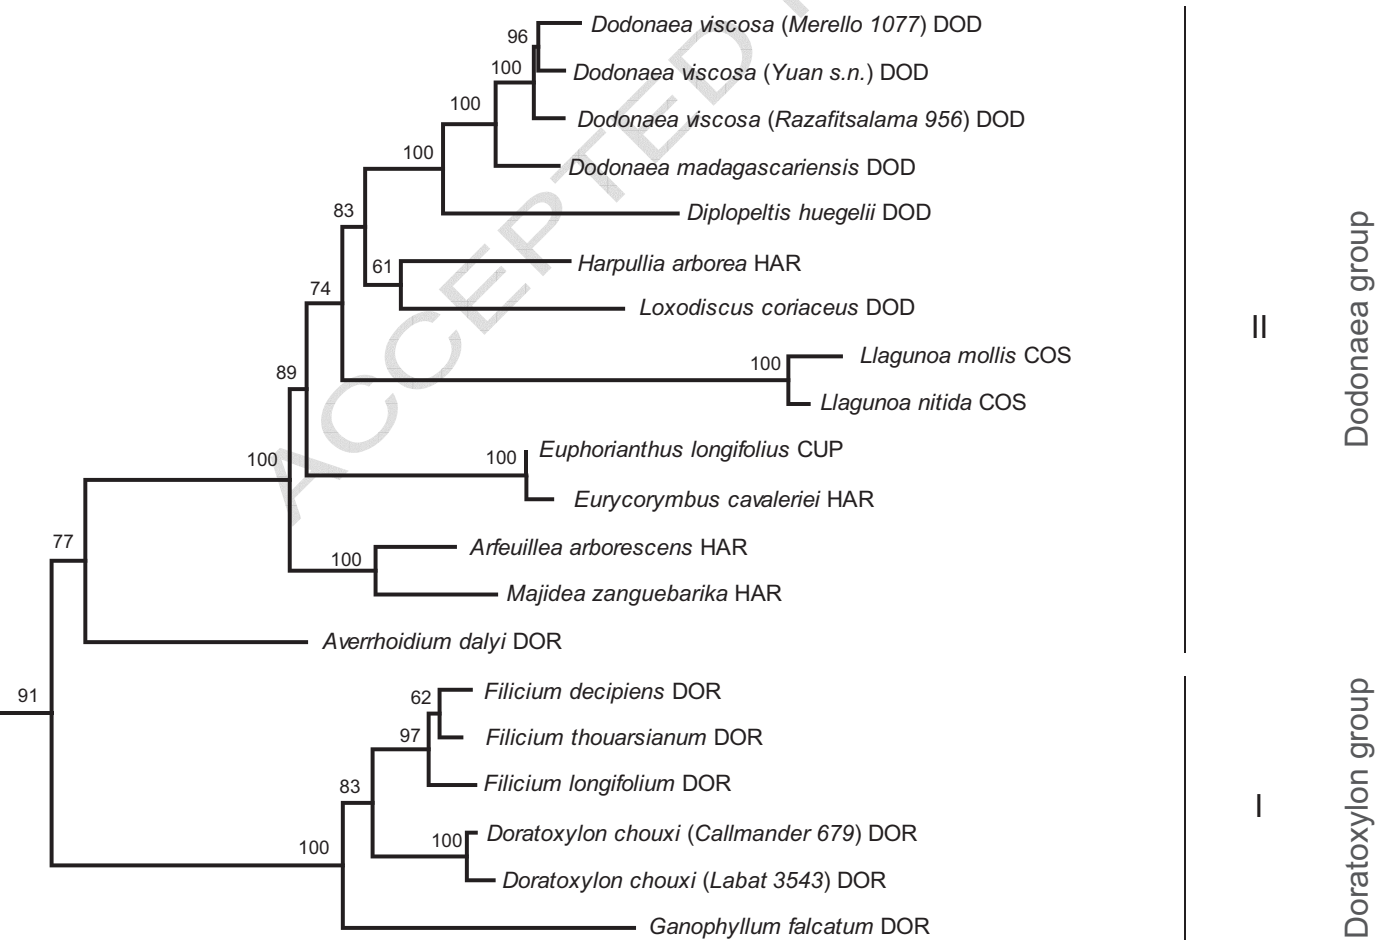 Dodonaea viscosa (Merello 1077) DOD
96
Dodonaea viscosa (Yuan s.n.) DOD
100
Dodonaea viscosa (Razafitsalama 956) DOD
100
Dodonaea madagascariensis DOD
100
Diplopeltis huegelii DOD
83
Harpullia arborea HAR
61
Loxodiscus coriaceus DOD
74
Llagunoa mollis COS
100
Llagunoa nitida COS
89
Euphorianthus longifolius CUP
100
Eurycorymbus cavaleriei HAR
100
Arfeuillea arborescens HAR
100
Majidea zanguebarika HAR
77
Averrhoidium dalyi DOR
II
Dodonaea group
91
Filicium decipiens DOR
62
Filicium thouarsianum DOR
97
Filicium longifolium DOR
83
Doratoxylon chouxi (Callmander 679) DOR
100
Doratoxylon chouxi (Labat 3543) DOR
100
Ganophyllum falcatum DOR
I
Doratoxylon group
ACCEPTED